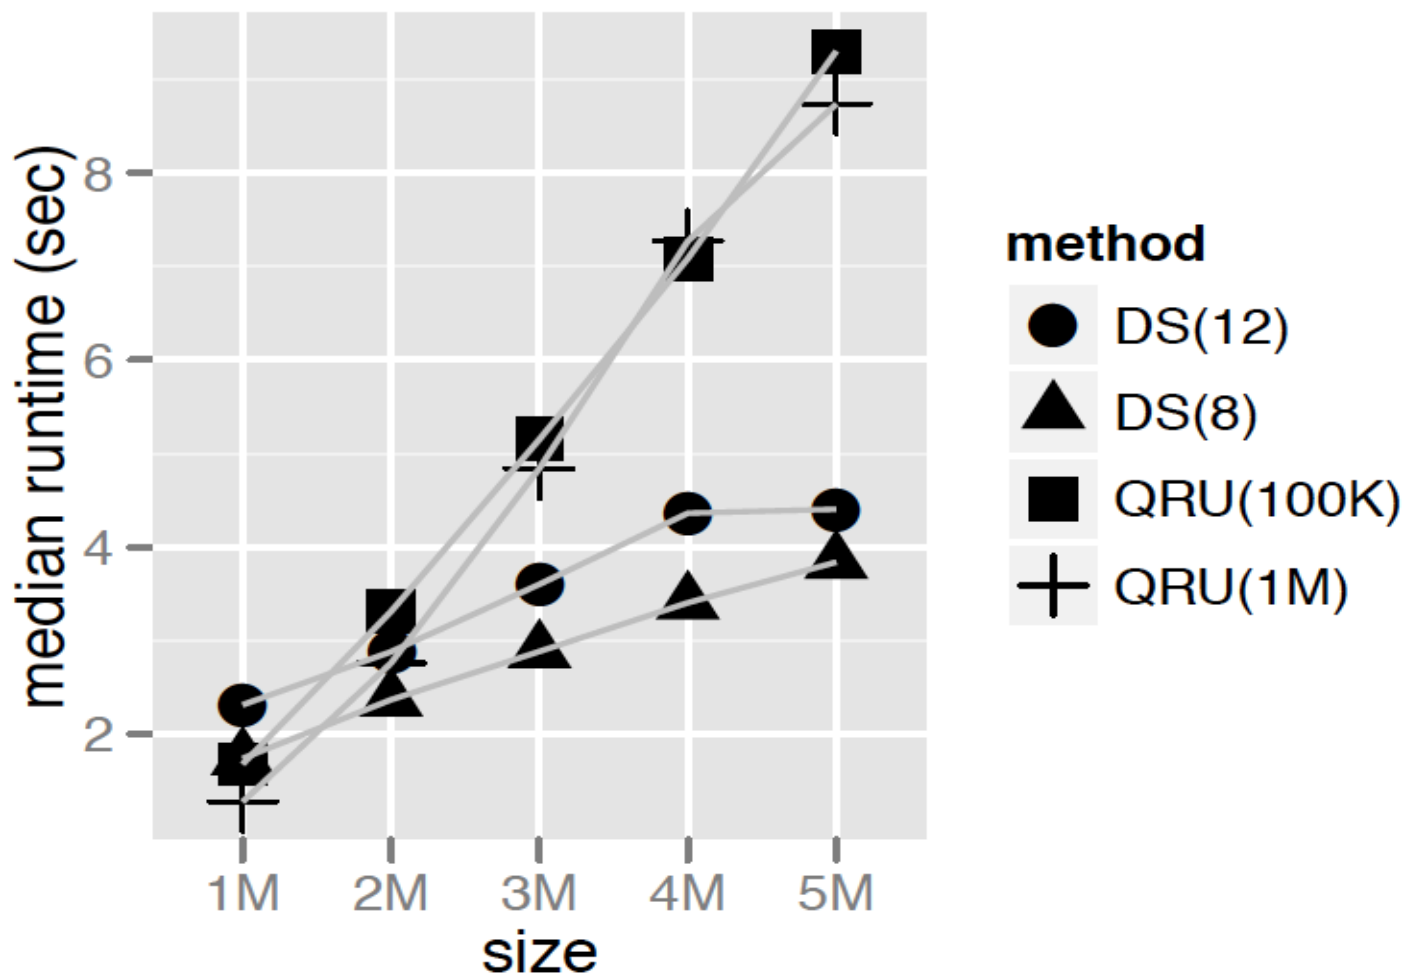 median runtime (sec)
8
6
4
2
1M 2M 3M 4M 5M
size
method
DS(12)
DS(8)
QRU(100K)
QRU(1M)